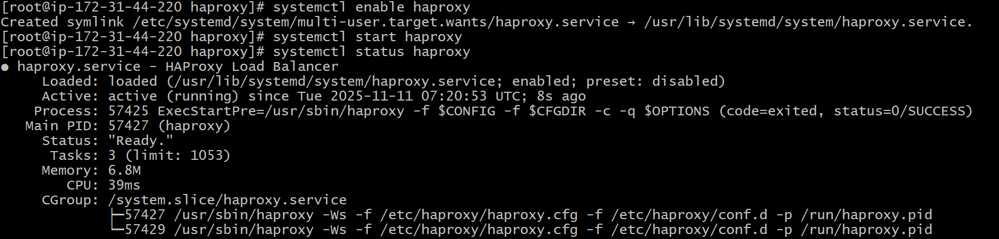 [root@ip-172-31-44-220 haproxy]# systemctl enable haproxy
Created symlink /etc/systemd/system/multi-user.target.wants/haproxy.service → /usr/lib/systemd/system/haproxy.service.
[root@ip-172-31-44-220 haproxy]# systemctl start haproxy
[root@ip-172-31-44-220 haproxy]# systemctl status haproxy
● haproxy.service - HAProxy Load Balancer
     Loaded: loaded (/usr/lib/systemd/system/haproxy.service; enabled; preset: disabled)
     Active: active (running) since Tue 2025-11-11 07:20:53 UTC; 8s ago
    Process: 57425 ExecStartPre=/usr/sbin/haproxy -f $CONFIG -f $CFGDIR -c -q $OPTIONS (code=exited, status=0/SUCCESS)
   Main PID: 57427 (haproxy)
     Status: "Ready."
      Tasks: 3 (limit: 1053)
     Memory: 6.8M
        CPU: 39ms
     CGroup: /system.slice/haproxy.service
             ├─57427 /usr/sbin/haproxy -Ws -f /etc/haproxy/haproxy.cfg -f /etc/haproxy/conf.d -p /run/haproxy.pid
             └─57429 /usr/sbin/haproxy -Ws -f /etc/haproxy/haproxy.cfg -f /etc/haproxy/conf.d -p /run/haproxy.pid